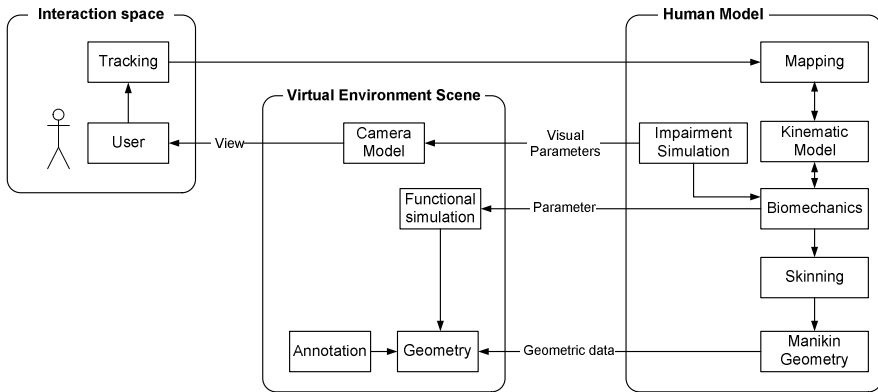 Interaction space
Human Model
Tracking
Mapping
Virtual Environment Scene
User
View
Camera
Model
Visual
Parameters
Impairment
Simulation
Kinematic
Model
Functional
simulation
Parameter
Biomechanics
Skinning
Annotation
Geometry
Geometric data
Manikin
Geometry